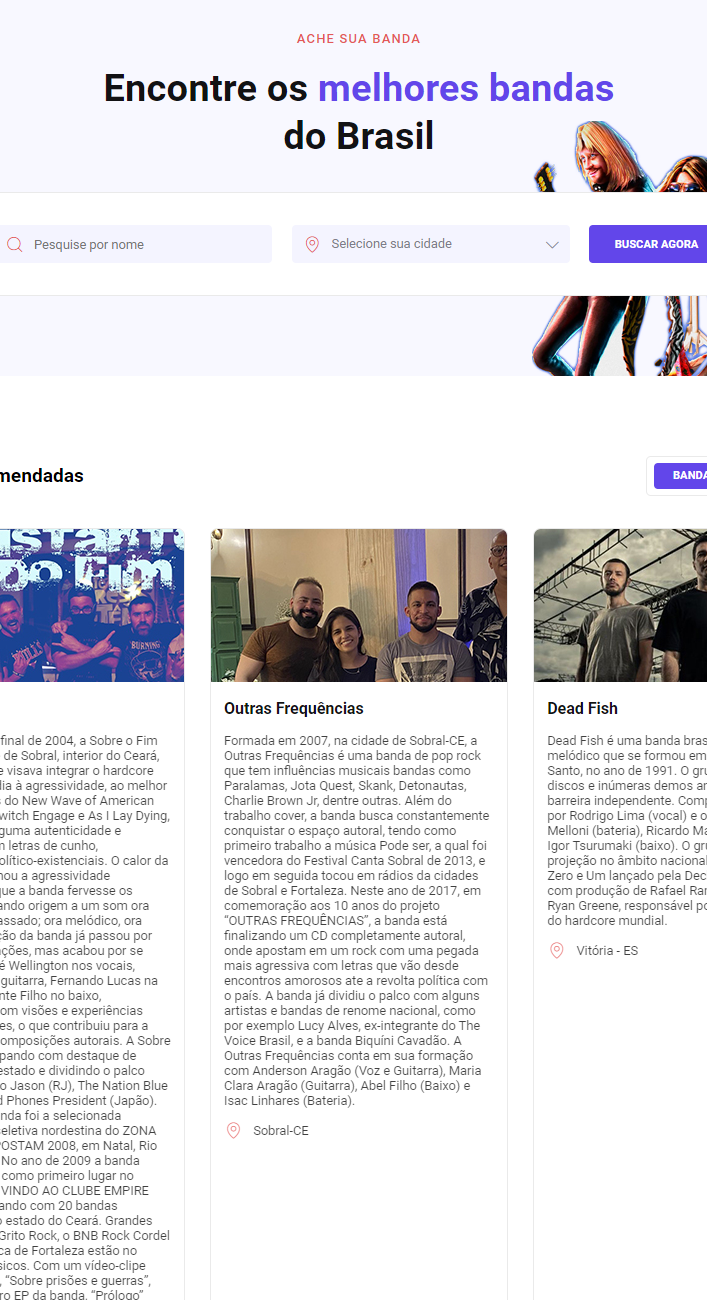 ACHE SUA BANDA
Encontre os melhores bandas
do Brasil
Pesquise por nome
Selecione sua cidade
BUSCAR AGORA
mendadas
BANDA
DO FIM
BURNING
final de 2004, a Sobre o Fim
de Sobral, interior do Ceará,
e visava integrar o hardcore
dia à agressividade, ao melhor
s do New Wave of American
witch Engage e As I Lay Dying,
guma autenticidade e
m letras de cunho,
olítico-existenciais. O calor da
nou a agressividade
que a banda fervesse os
ando origem a um som ora
assado; ora melódico, ora
ção da banda já passou por
ações, mas acabou por se
é Wellington nos vocais,
guitarra, Fernando Lucas na
nte Filho no baixo,
om visões e experiências
es, o que contribuiu para a
omposições autorais. A Sobre
pando com destaque de
estado e dividindo o palco
o Jason (RJ), The Nation Blue
d Phones President (Japão).
nda foi a selecionada
seletiva nordestina do ZONA
POSTAM 2008, em Natal, Rio
No ano de 2009 a banda
como primeiro lugar no
VINDO AO CLUBE EMPIRE
ando com 20 bandas
o estado do Ceará. Grandes
Grito Rock, o BNB Rock Cordel
ca de Fortaleza estão no
sicos. Com um vídeo-clipe
, “Sobre prisões e guerras”,
ro EP da banda, “Prólogo”
Outras Frequências
Formada em 2007, na cidade de Sobral-CE, a
Outras Frequências é uma banda de pop rock
que tem influências musicais bandas como
Paralamas, Jota Quest, Skank, Detonautas,
Charlie Brown Jr, dentre outras. Além do
trabalho cover, a banda busca constantemente
conquistar o espaço autoral, tendo como
primeiro trabalho a música Pode ser, a qual foi
vencedora do Festival Canta Sobral de 2013, e
logo em seguida tocou em rádios da cidades
de Sobral e Fortaleza. Neste ano de 2017, em
comemoração aos 10 anos do projeto
“OUTRAS FREQUÊNCIAS”, a banda está
finalizando um CD completamente autoral,
onde apostam em um rock com uma pegada
mais agressiva com letras que vão desde
encontros amorosos ate a revolta política com
o país. A banda já dividiu o palco com alguns
artistas e bandas de renome nacional, como
por exemplo Lucy Alves, ex-integrante do The
Voice Brasil, e a banda Biquíni Cavadão. A
Outras Frequências conta em sua formação
com Anderson Aragão (Voz e Guitarra), Maria
Clara Aragão (Guitarra), Abel Filho (Baixo) e
Isac Linhares (Bateria).
Sobral-CE
Dead Fish
Dead Fish é uma banda bras
melódico que se formou em
Santo, no ano de 1991. O gru
discos e inúmeras demos an
barreira independente. Comp
por Rodrigo Lima (vocal) e o
Melloni (bateria), Ricardo Ma
Igor Tsurumaki (baixo). O gru
projeção no âmbito nacional
Zero e Um lançado pela Dec
com produção de Rafael Ram
Ryan Greene, responsável po
do hardcore mundial.
Vitória - ES